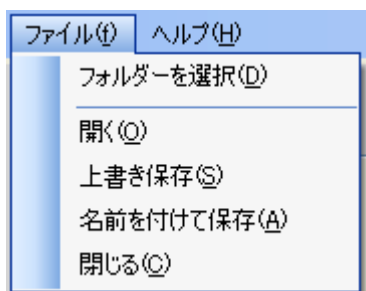 ファイル(f) ヘルプ(H)
フォルダーを選択(D)
開く(O)
上書き保存(S)
名前を付けて保存(A)
閉じる(C)